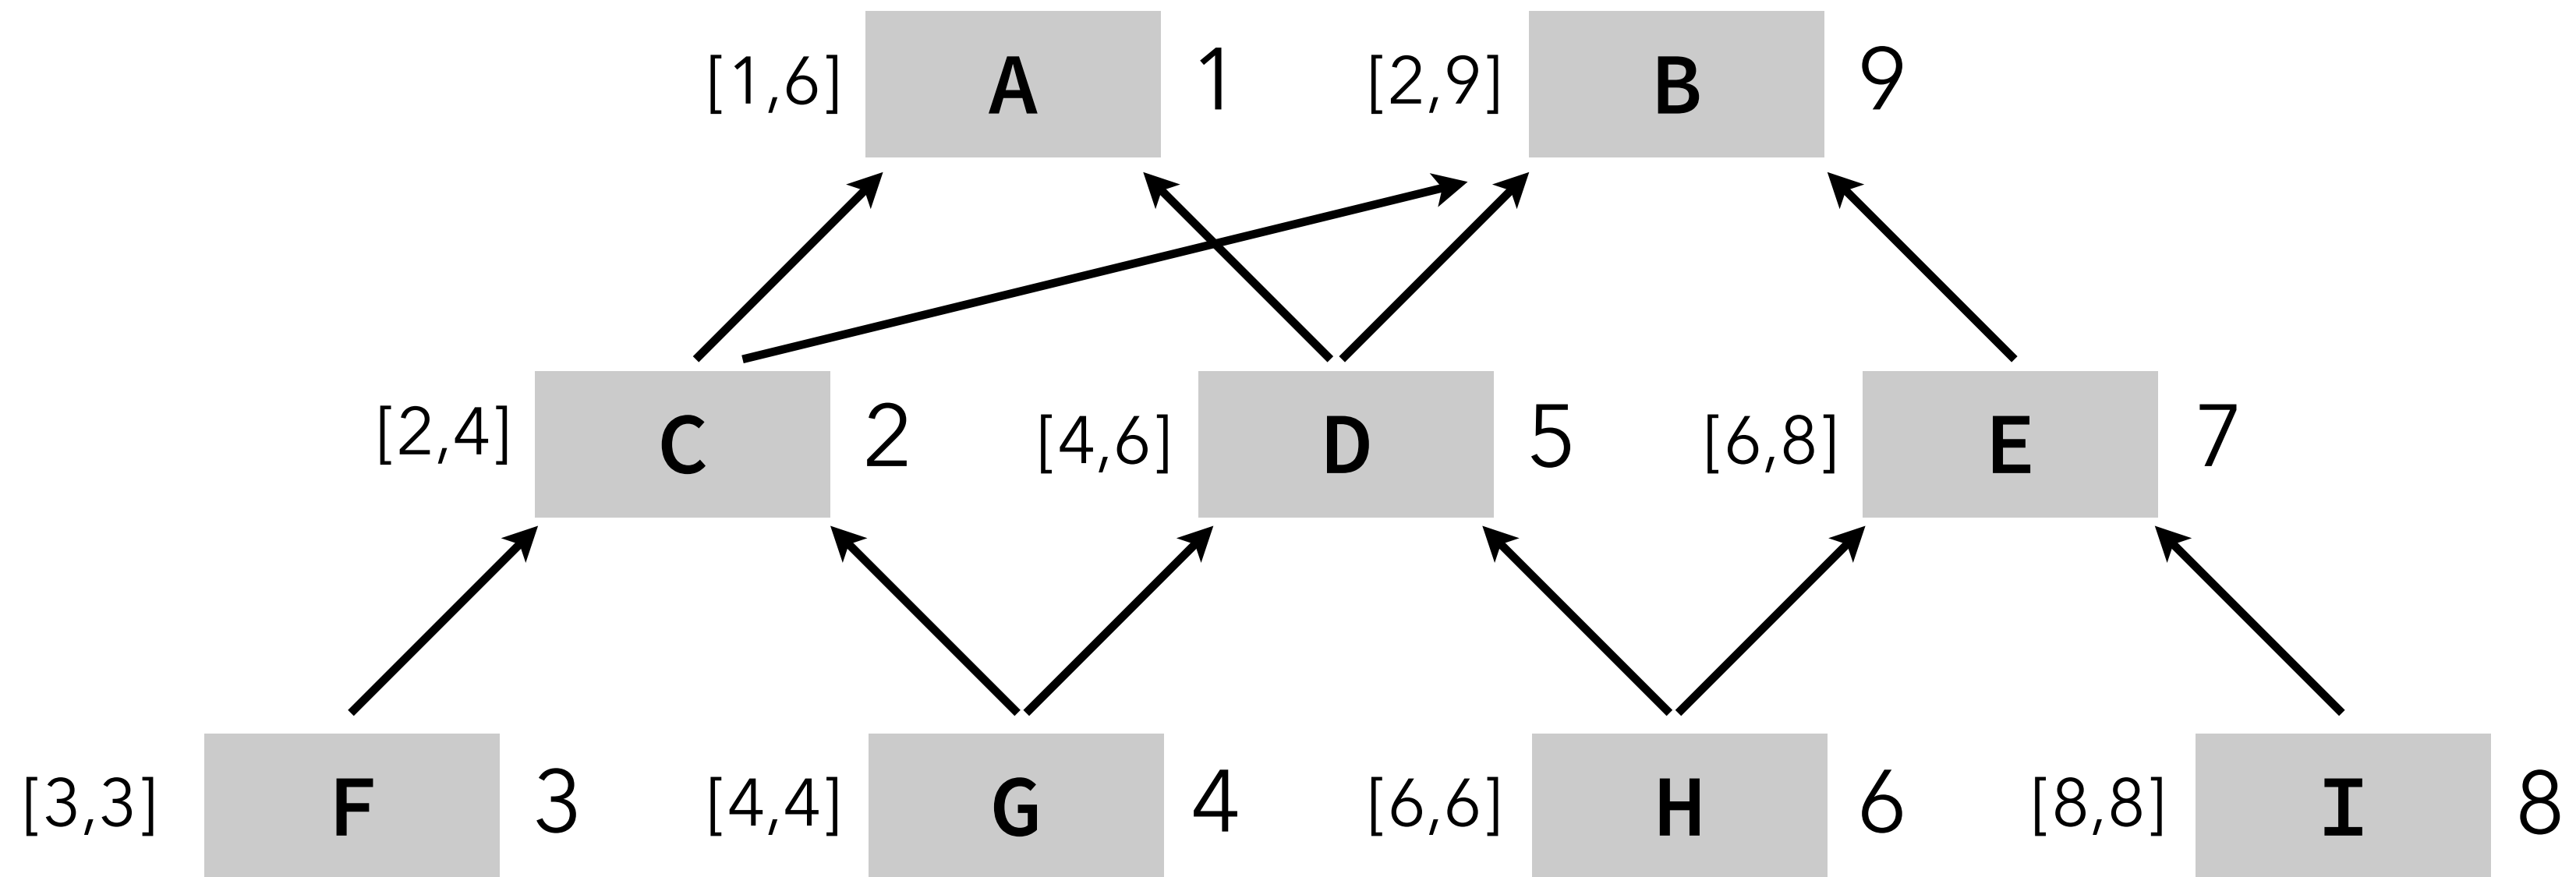 [1,6] A 1 [2,9] B 9
[2,4] C 2 [4,6] D 5 [6,8] E 7
[3,3] F 3 [4,4] G 4 [6,6] H 6 [8,8] I 8